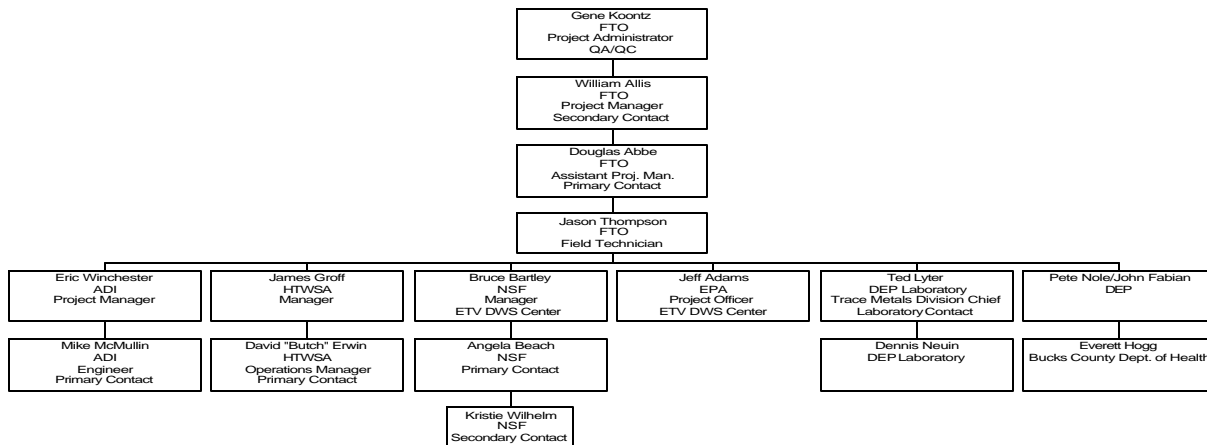 Gene Koontz
FTO
Project Administrator
QA/QC
William Allis
FTO
Project Manager
Secondary Contact
Douglas Abbe
FTO
Assistant Proj. Man.
Primary Contact
Jason Thompson
FTO
Field Technician
Eric Winchester
ADI
Project Manager
James Groff
HTWSA
Manager
Bruce Bartley
NSF
Manager
ETV DWS Center
Jeff Adams
EPA
Project Officer
ETV DWS Center
Ted Lyter
DEP Laboratory
Trace Metals Division Chief
Laboratory Contact
Pete Nole/John Fabian
DEP
Mike McMullin
ADI
Engineer
Primary Contact
David "Butch" Erwin
HTWSA
Operations Manager
Primary Contact
Angela Beach
NSF
Primary Contact
Dennis Neuin
DEP Laboratory
Everett Hogg
Bucks County Dept. of Health
Kristie Wilhelm
NSF
Secondary Contact